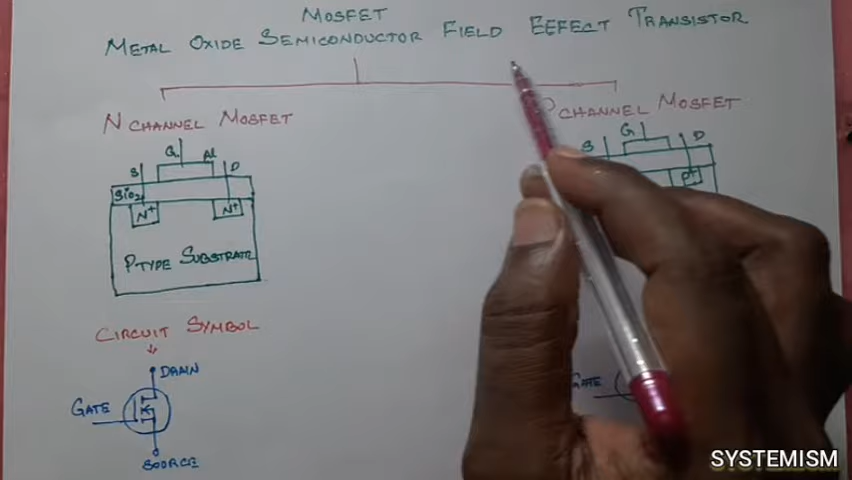 MOSFET
METAL OXIDE SEMICONDUCTOR FIELD EEFECT TRANSISTOR
N CHANNEL MOSFET
P CHANNEL MOSFET
S G Al D
SiO2
N+ N+
P TYPE SUBSTRATE
S G D
P+
CIRCUIT SYMBOL
DRAIN
GATE
SOORCE
GATE
SYSTEMISM